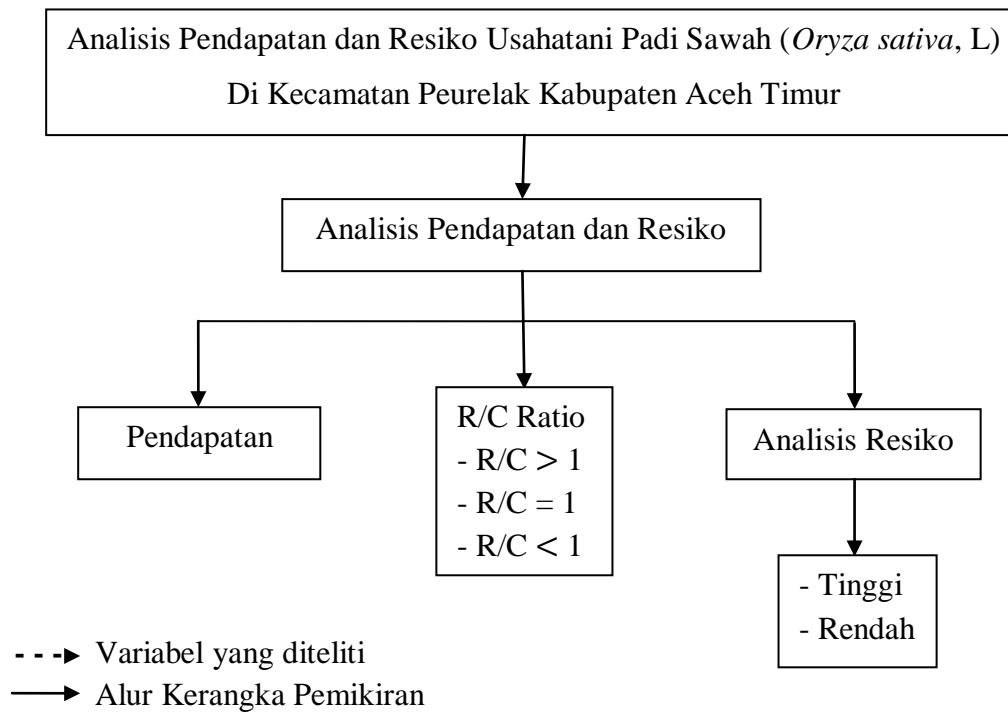 Analisis Pendapatan dan Resiko Usahatani Padi Sawah (Oryza sativa, L)
Di Kecamatan Peurelak Kabupaten Aceh Timur
Analisis Pendapatan dan Resiko
Pendapatan
R/C Ratio
- R/C > 1
- R/C = 1
- R/C < 1
Analisis Resiko
- Tinggi
- Rendah
Variabel yang diteliti
Alur Kerangka Pemikiran